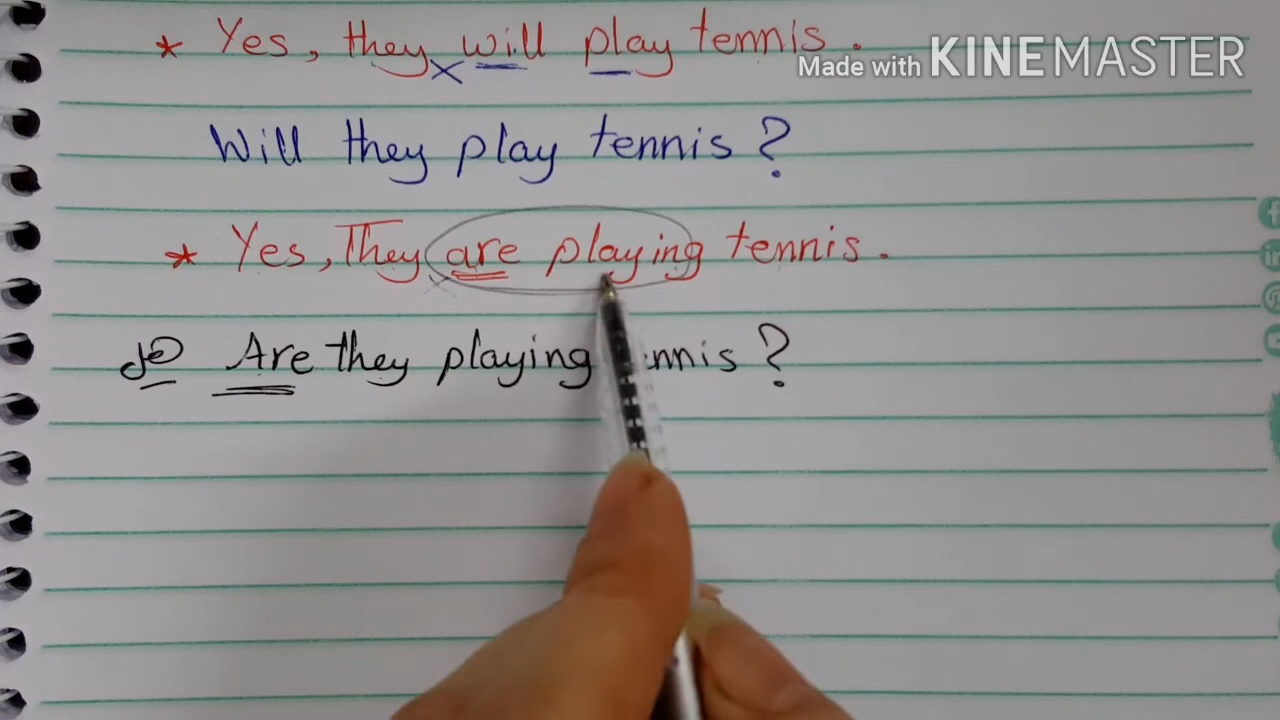 * Yes, they will play tennis.
Made with KINEMASTER
Will they play tennis?
* Yes, They are playing tennis.
Are they playing tennis?